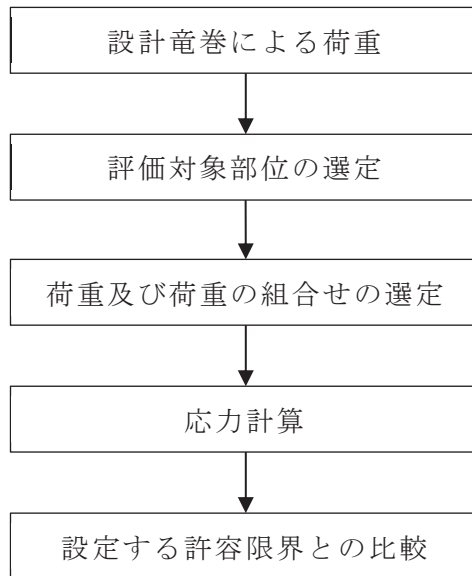 設計竜巻による荷重
評価対象部位の選定
荷重及び荷重の組合せの選定
応力計算
設定する許容限界との比較